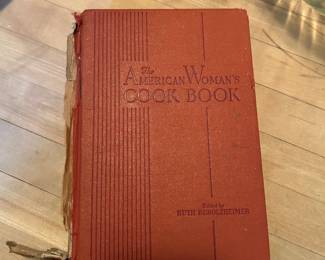 The
AMERICAN WOMAN'S
COOK BOOK
Edited by
RUTH BEROLZHEIMER